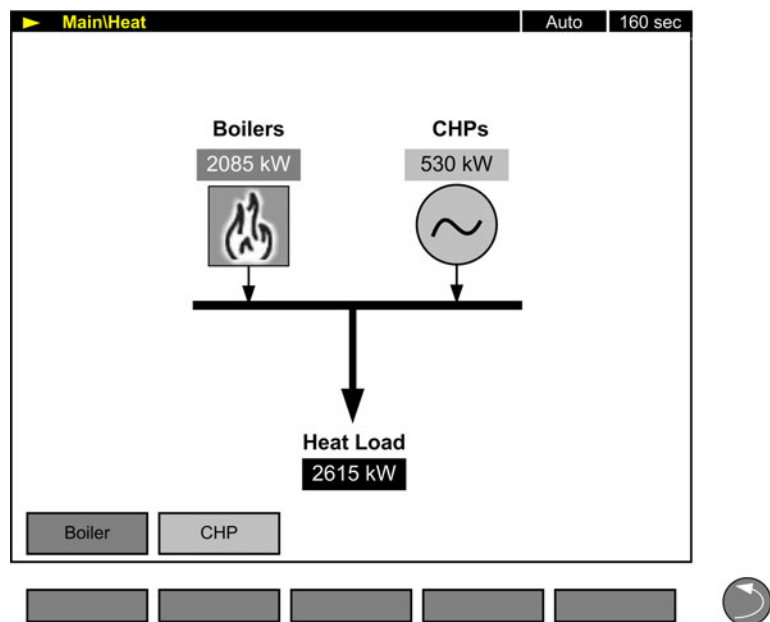 Main\Heat Auto 160 sec
Boilers CHPs
2085 kW 530 kW
Heat Load
2615 kW
Boiler CHP